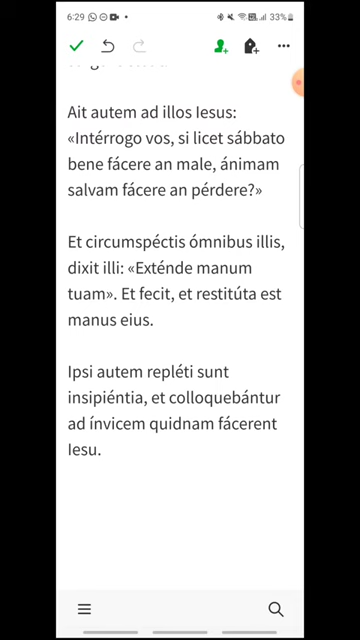 6:29
33%
Ait autem ad illos Iesus:
«Intérrogo vos, si licet sábbato
bene fácere an male, ánimam
salvam fácere an pérdere?»
Et circumspéctis ómnibus illis,
dixit illi: «Exténde manum
tuam». Et fecit, et restitúta est
manus eius.
Ipsi autem repléti sunt
insipiéntia, et colloquebántur
ad ínvicem quidnam fácerent
Iesu.